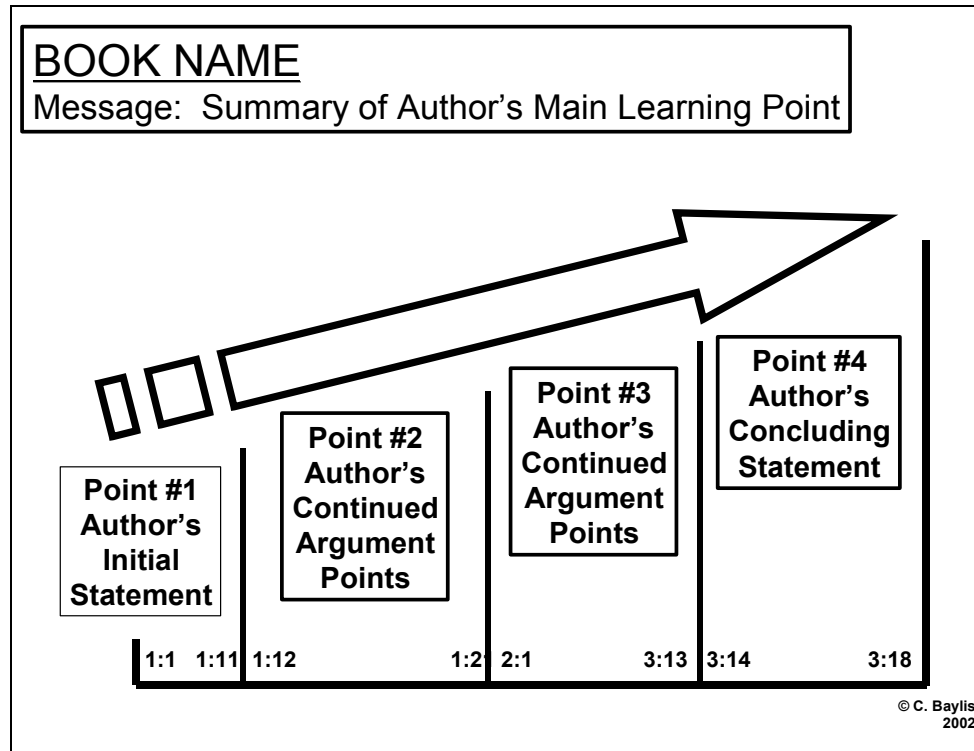 BOOK NAME
Message: Summary of Author's Main Learning Point
Point #1
Author's
Initial
Statement
Point #2
Author's
Continued
Argument
Points
Point #3
Author's
Continued
Argument
Points
Point #4
Author's
Concluding
Statement
1:1 1:11 1:12 1:21 2:1 3:13 3:14 3:18
© C. Baylis
2002